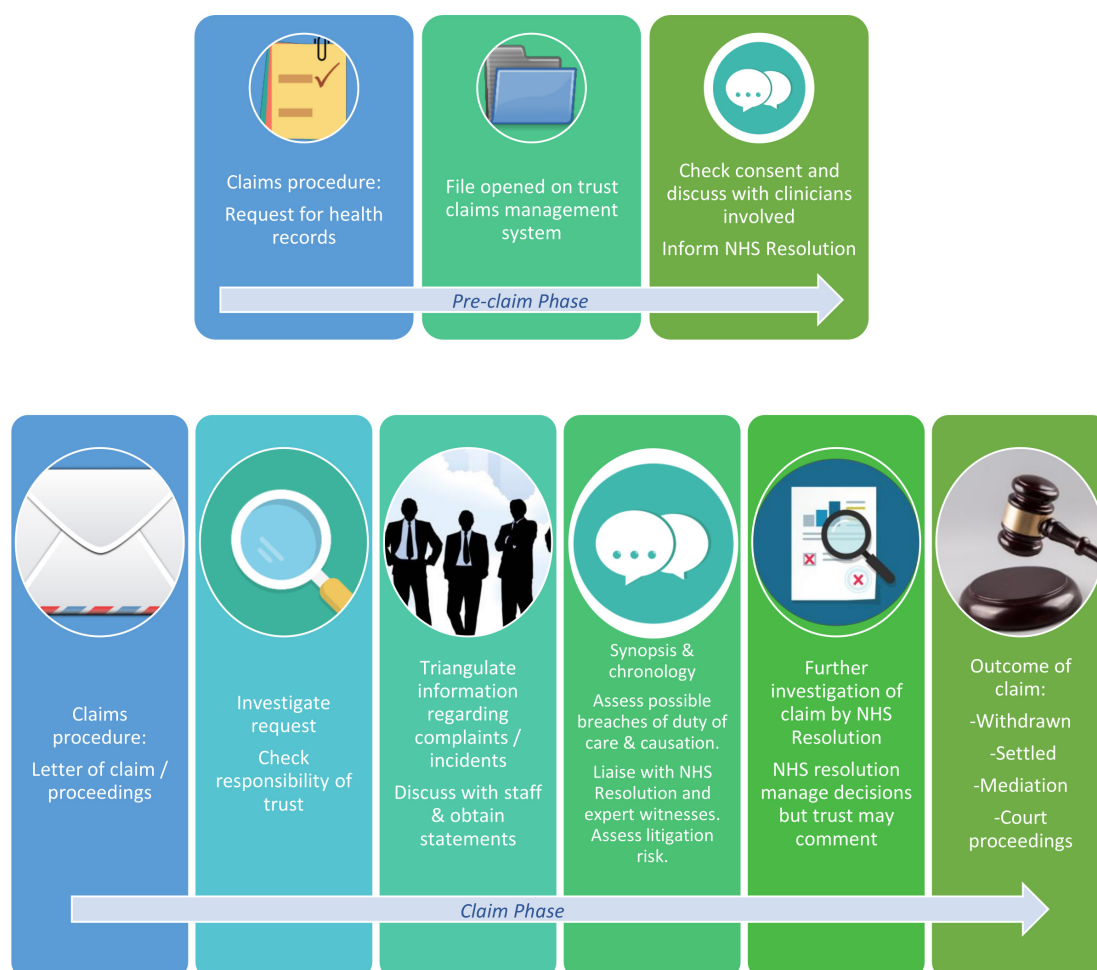 Claims procedure:
Request for health
records
File opened on trust
claims management
system
Check consent and
discuss with clinicians
involved
Inform NHS Resolution
Pre-claim Phase
Claims
procedure:
Letter of claim /
proceedings
Investigate
request
Check
responsibility of
trust
Triangulate
information
regarding
complaints /
incidents
Discuss with staff
& obtain
statements
Synopsis &
chronology
Assess possible
breaches of duty of
care & causation.
Liaise with NHS
Resolution and
expert witnesses.
Assess litigation
risk.
Further
investigation of
claim by NHS
Resolution
NHS resolution
manage decisions
but trust may
comment
Outcome of
claim:
-Withdrawn
-Settled
-Mediation
-Court
proceedings
Claim Phase